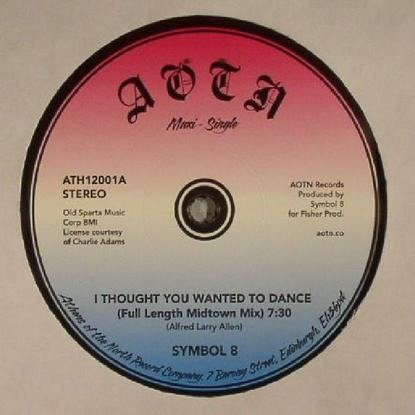 AOTN
Maxi-Single
ATH12001A
STEREO
Old Sparta Music
Corp BMI
License courtesy
of Charlie Adams
AOTN Records
Produced by
Symbol 8
for Fisher Prod.
aotn.co
I THOUGHT YOU WANTED TO DANCE
(Full Length Midtown Mix) 7:30
(Alfred Larry Allen)
SYMBOL 8
Athens of the North Record Company, 7 Barony Street, Edinburgh,